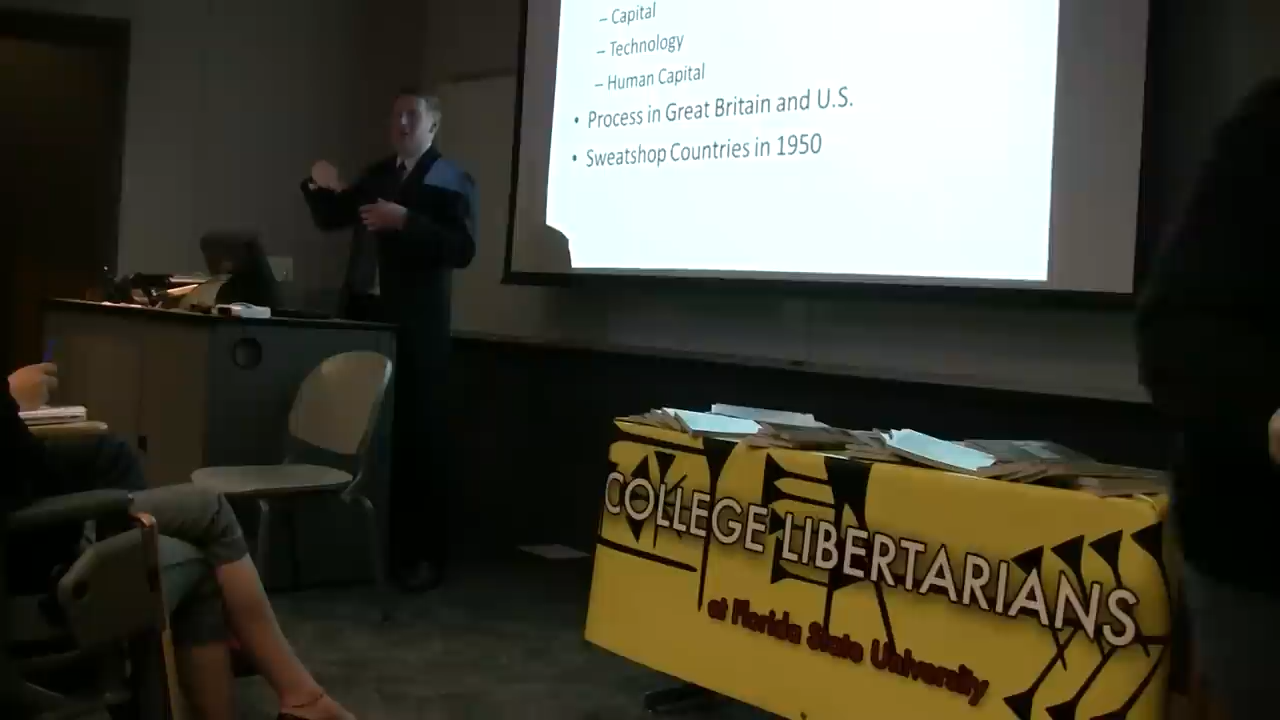 – Capital
– Technology
– Human Capital
• Process in Great Britain and U.S.
• Sweatshop Countries in 1950
COLLEGE LIBERTARIANS
at Florida State University